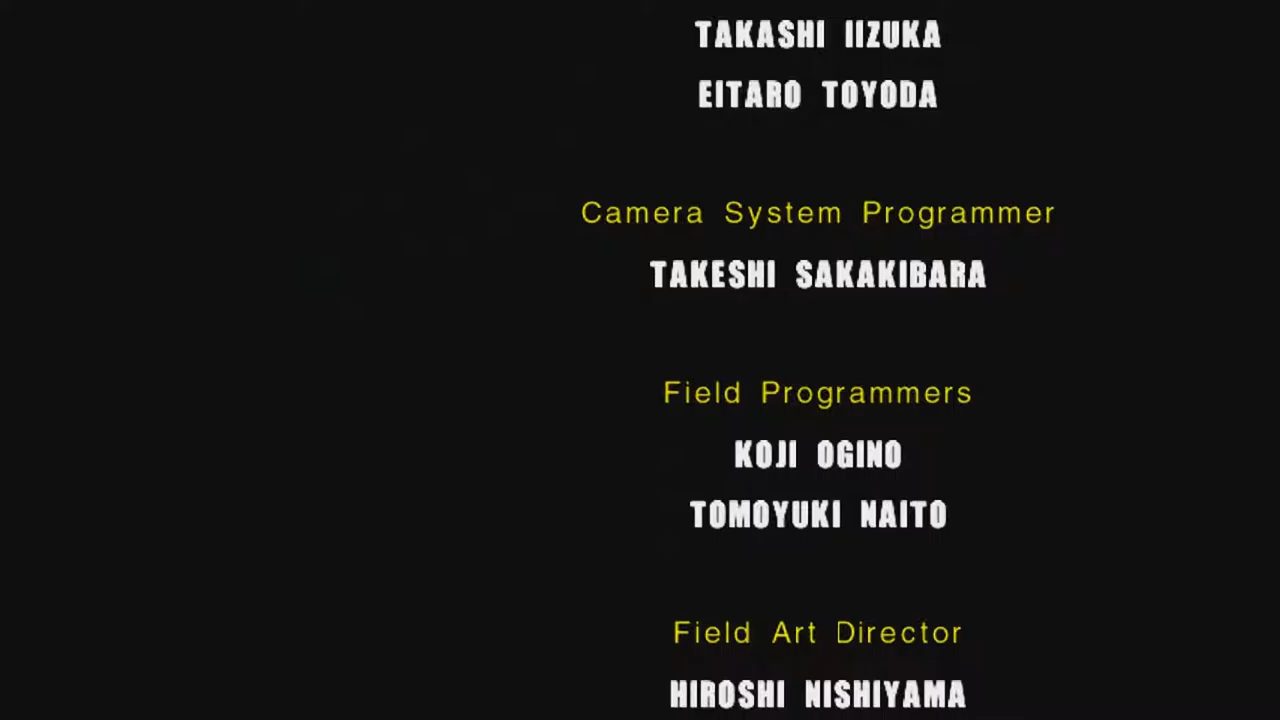 TAKASHI IIZUKA
EITARO TOYODA
Camera System Programmer
TAKESHI SAKAKIBARA
Field Programmers
KOJI OGINO
TOMOYUKI NAITO
Field Art Director
HIROSHI NISHIYAMA